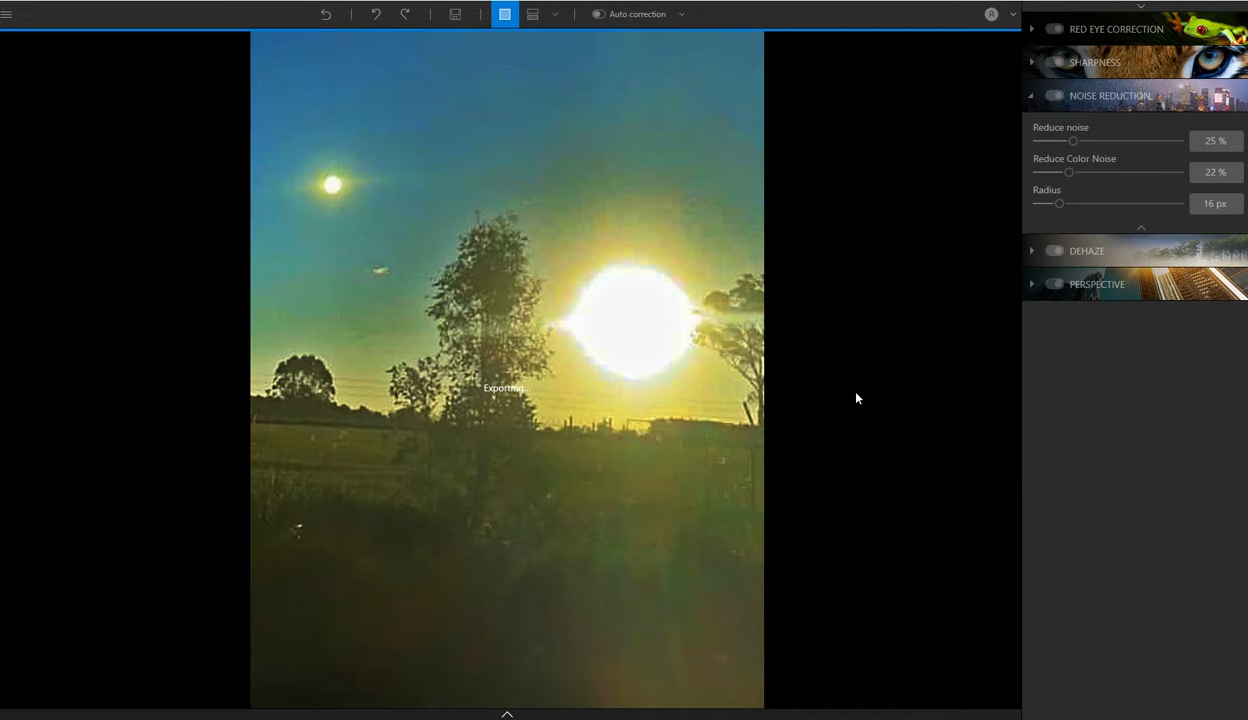 Auto correction
RED EYE CORRECTION
SHARPNESS
NOISE REDUCTION
Reduce noise
25 %
Reduce Color Noise
22 %
Radius
16 px
DEHAZE
PERSPECTIVE
Exporting...